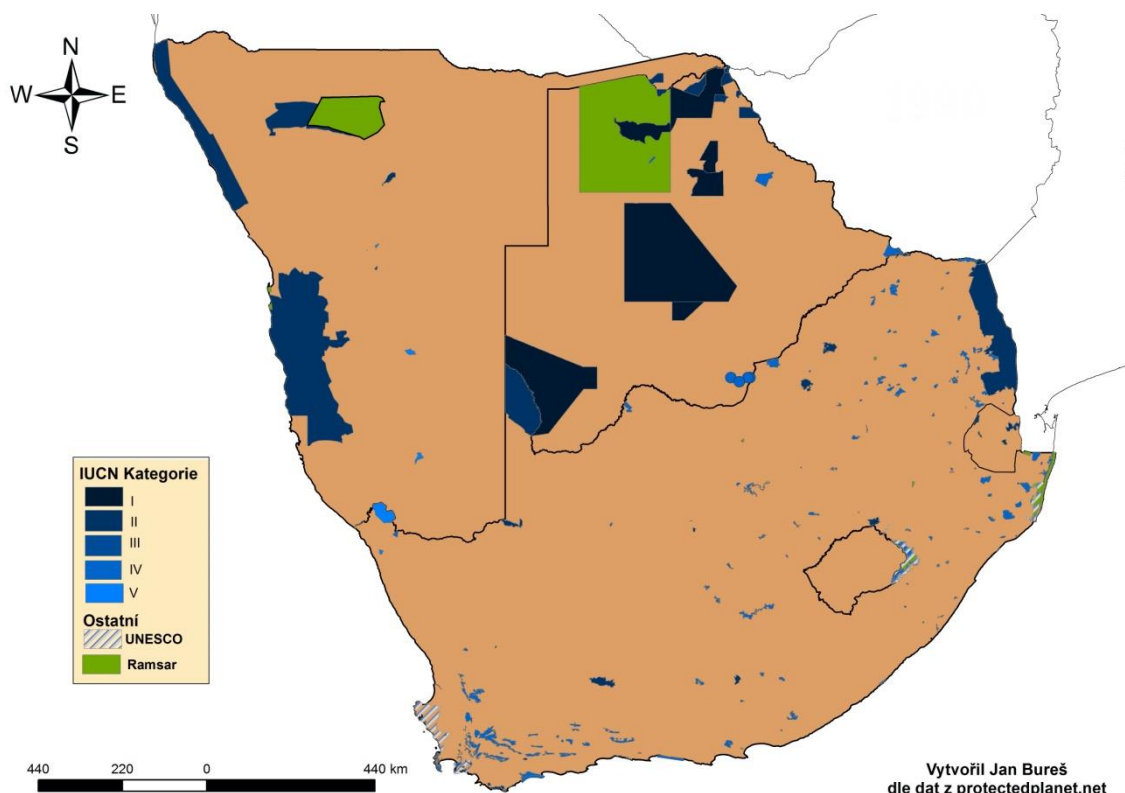 N
W E
S
IUCN Kategorie
I
II
III
IV
V
Ostatní
UNESCO
Ramsar
440 220 0 440 km
Vytvořil Jan Bureš
dle dat z protectedplanet.net